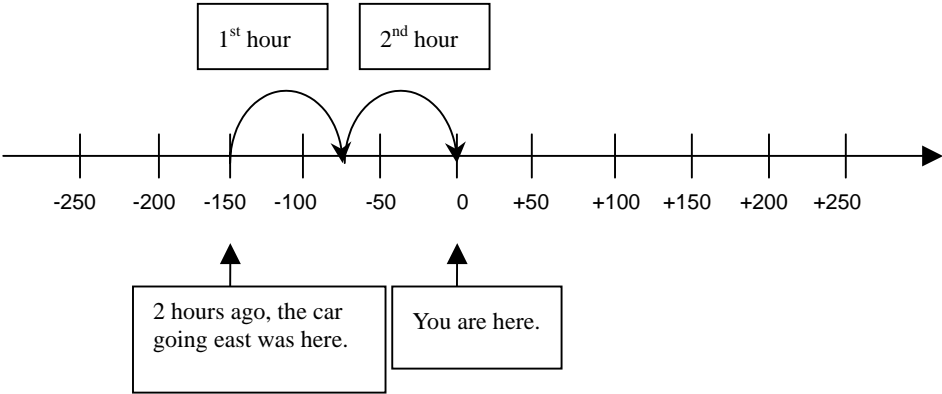 1st hour
2nd hour
-250 -200 -150 -100 -50 0 +50 +100 +150 +200 +250
2 hours ago, the car
going east was here.
You are here.